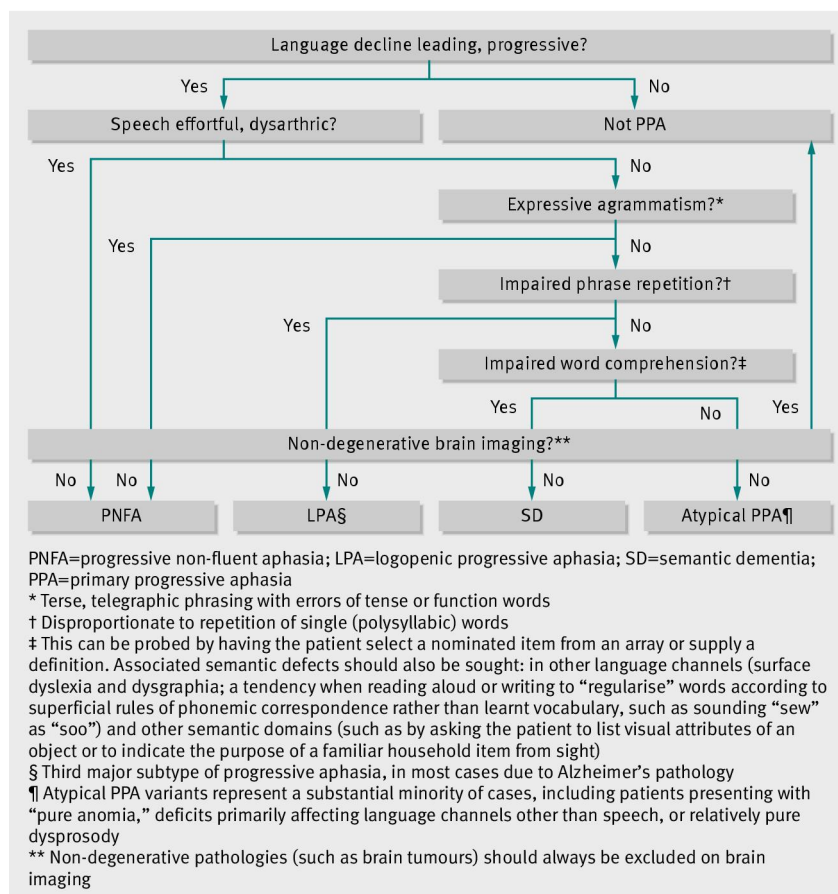 Language decline leading, progressive?
Yes
No
Speech effortful, dysarthric?
Not PPA
Yes
No
Expressive agrammatism?*
Yes
No
Impaired phrase repetition?†
Yes
No
Impaired word comprehension?‡
Yes
No
Yes
Non-degenerative brain imaging?**
No
No
No
No
No
PNFA
LPA§
SD
Atypical PPA¶
PNFA=progressive non-fluent aphasia; LPA=logopenic progressive aphasia; SD=semantic dementia;
PPA=primary progressive aphasia
* Terse, telegraphic phrasing with errors of tense or function words
† Disproportionate to repetition of single (polysyllabic) words
‡ This can be probed by having the patient select a nominated item from an array or supply a
definition. Associated semantic defects should also be sought: in other language channels (surface
dyslexia and dysgraphia; a tendency when reading aloud or writing to “regularise” words according to
superficial rules of phonemic correspondence rather than learnt vocabulary, such as sounding “sew”
as “soo”) and other semantic domains (such as by asking the patient to list visual attributes of an
object or to indicate the purpose of a familiar household item from sight)
§ Third major subtype of progressive aphasia, in most cases due to Alzheimer’s pathology
¶ Atypical PPA variants represent a substantial minority of cases, including patients presenting with
“pure anomia,” deficits primarily affecting language channels other than speech, or relatively pure
dysprosody
** Non-degenerative pathologies (such as brain tumours) should always be excluded on brain
imaging